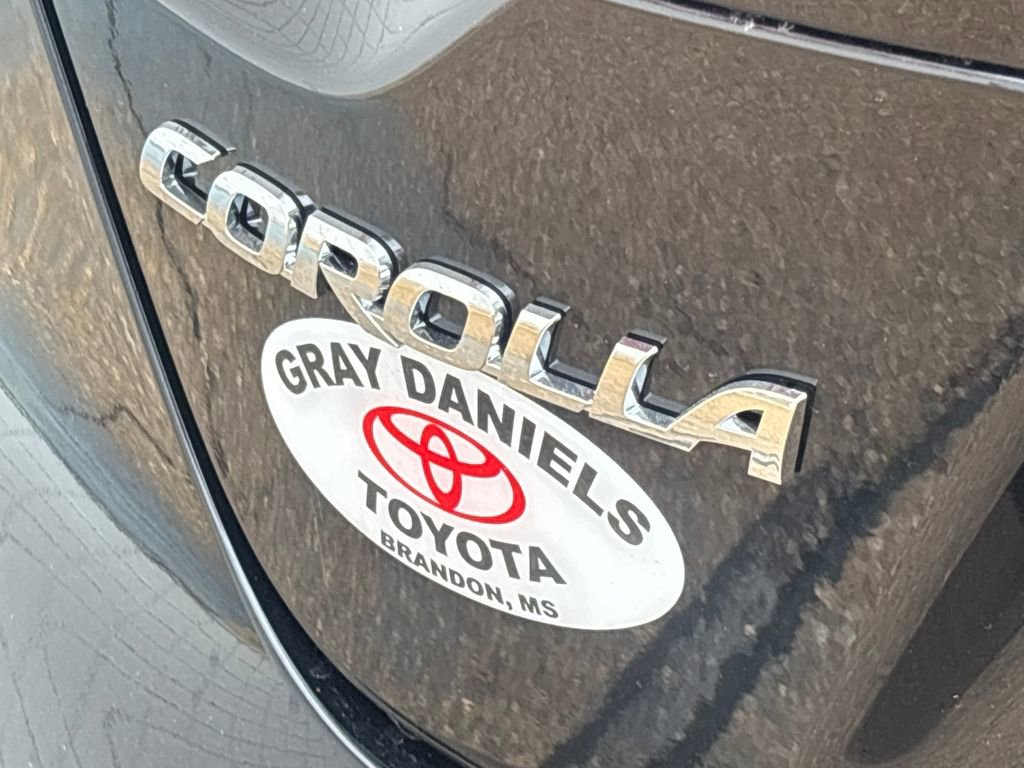 COROLLA
GRAY DANIELS
TOYOTA
BRANDON, MS